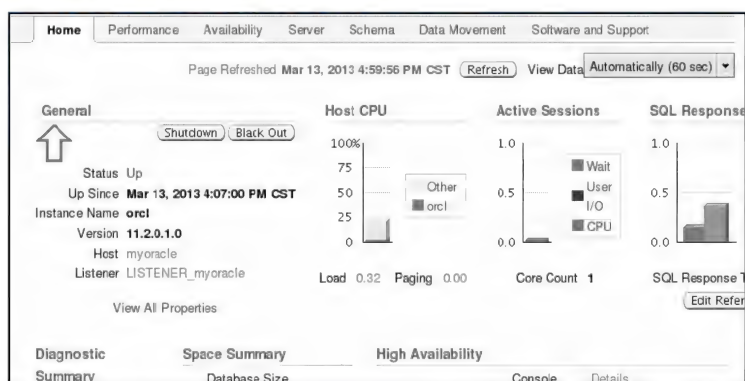 Home Performance Availability Server Schema Data Movement Software and Support
Page Refreshed Mar 13, 2013 4:59:56 PM CST Refresh View Data Automatically (60 sec)
General
Shutdown Black Out
Status Up
Up Since Mar 13, 2013 4:07:00 PM CST
Instance Name orcl
Version 11.2.0.1.0
Host myoracle
Listener LISTENER_myoracle
View All Properties
Host CPU
100%
75
50
25
0
Other
orcl
Load 0.32 Paging 0.00
Active Sessions
1.0
0.5
0.0
Wait
User
I/O
CPU
Core Count 1
SQL Response
1.0
0.5
0.0
SQL Response T
Edit Refer
Diagnostic
Summary
Space Summary
Database Size
High Availability
Console Details